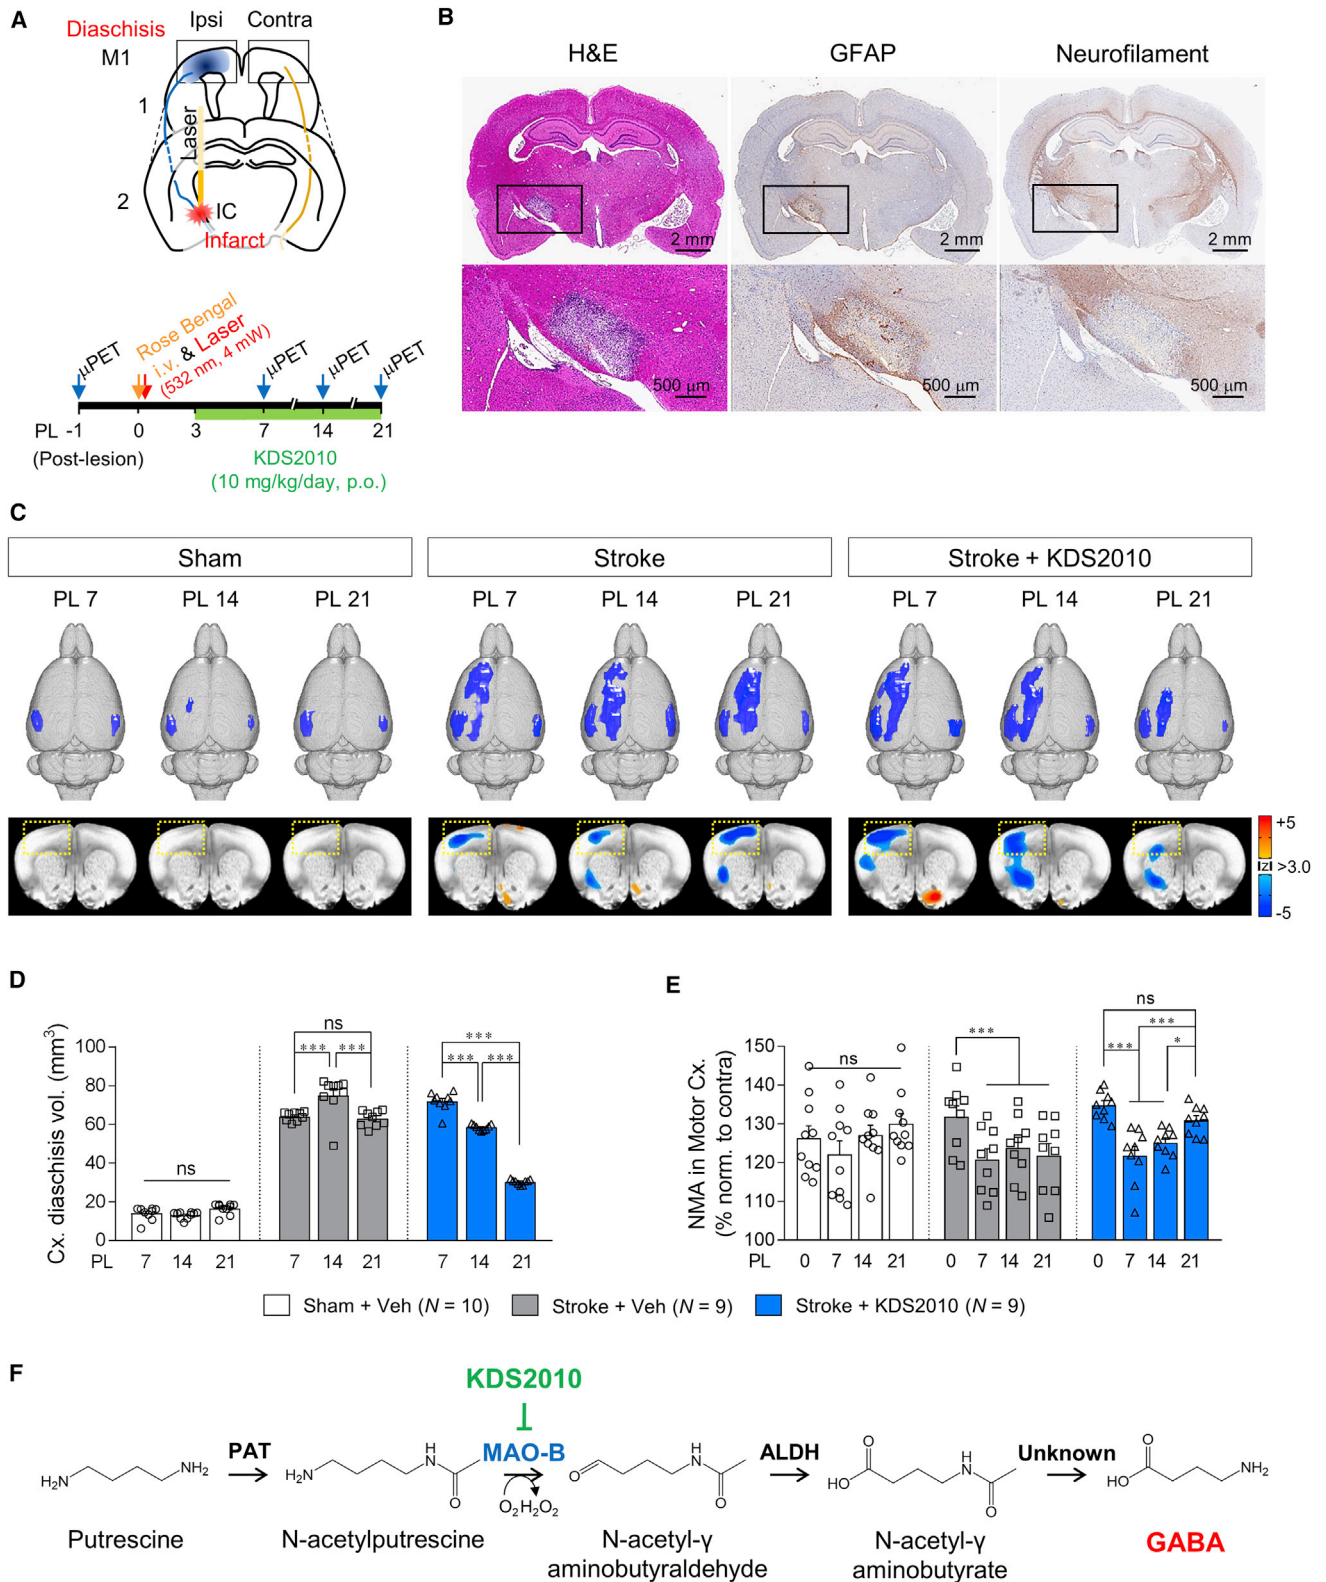 A
Diaschisis
Ipsi
Contra
M1
1
Laser
2
IC
Infarct
Rose Bengal
i.v. & Laser
(532 nm, 4 mW)
μPET
μPET
μPET
μPET
PL -1 0 3 7 14 21
(Post-lesion)
KDS2010
(10 mg/kg/day, p.o.)
B
H&E
GFAP
Neurofilament
2 mm
2 mm
2 mm
500 μm
500 μm
500 μm
C
Sham
Stroke
Stroke + KDS2010
PL 7 PL 14 PL 21
PL 7 PL 14 PL 21
PL 7 PL 14 PL 21
+5
|z| >3.0
-5
D
Cx. diaschisis vol. (mm³)
100
80
60
40
20
0
ns
ns
*** ***
***
*** ***
PL 7 14 21 7 14 21 7 14 21
E
NMA in Motor Cx.
(% norm. to contra)
150
140
130
120
110
100
ns
***
ns
***
***
*
PL 0 7 14 21 0 7 14 21 0 7 14 21
Sham + Veh (N = 10)
Stroke + Veh (N = 9)
Stroke + KDS2010 (N = 9)
F
KDS2010
PAT
MAO-B
ALDH
Unknown
H₂N
NH₂
H₂N
H
N
O
O₂
H₂O₂
O
H
N
O
O
HO
H
N
O
O
HO
NH₂
Putrescine
N-acetylputrescine
N-acetyl-γ
aminobutyraldehyde
N-acetyl-γ
aminobutyrate
GABA